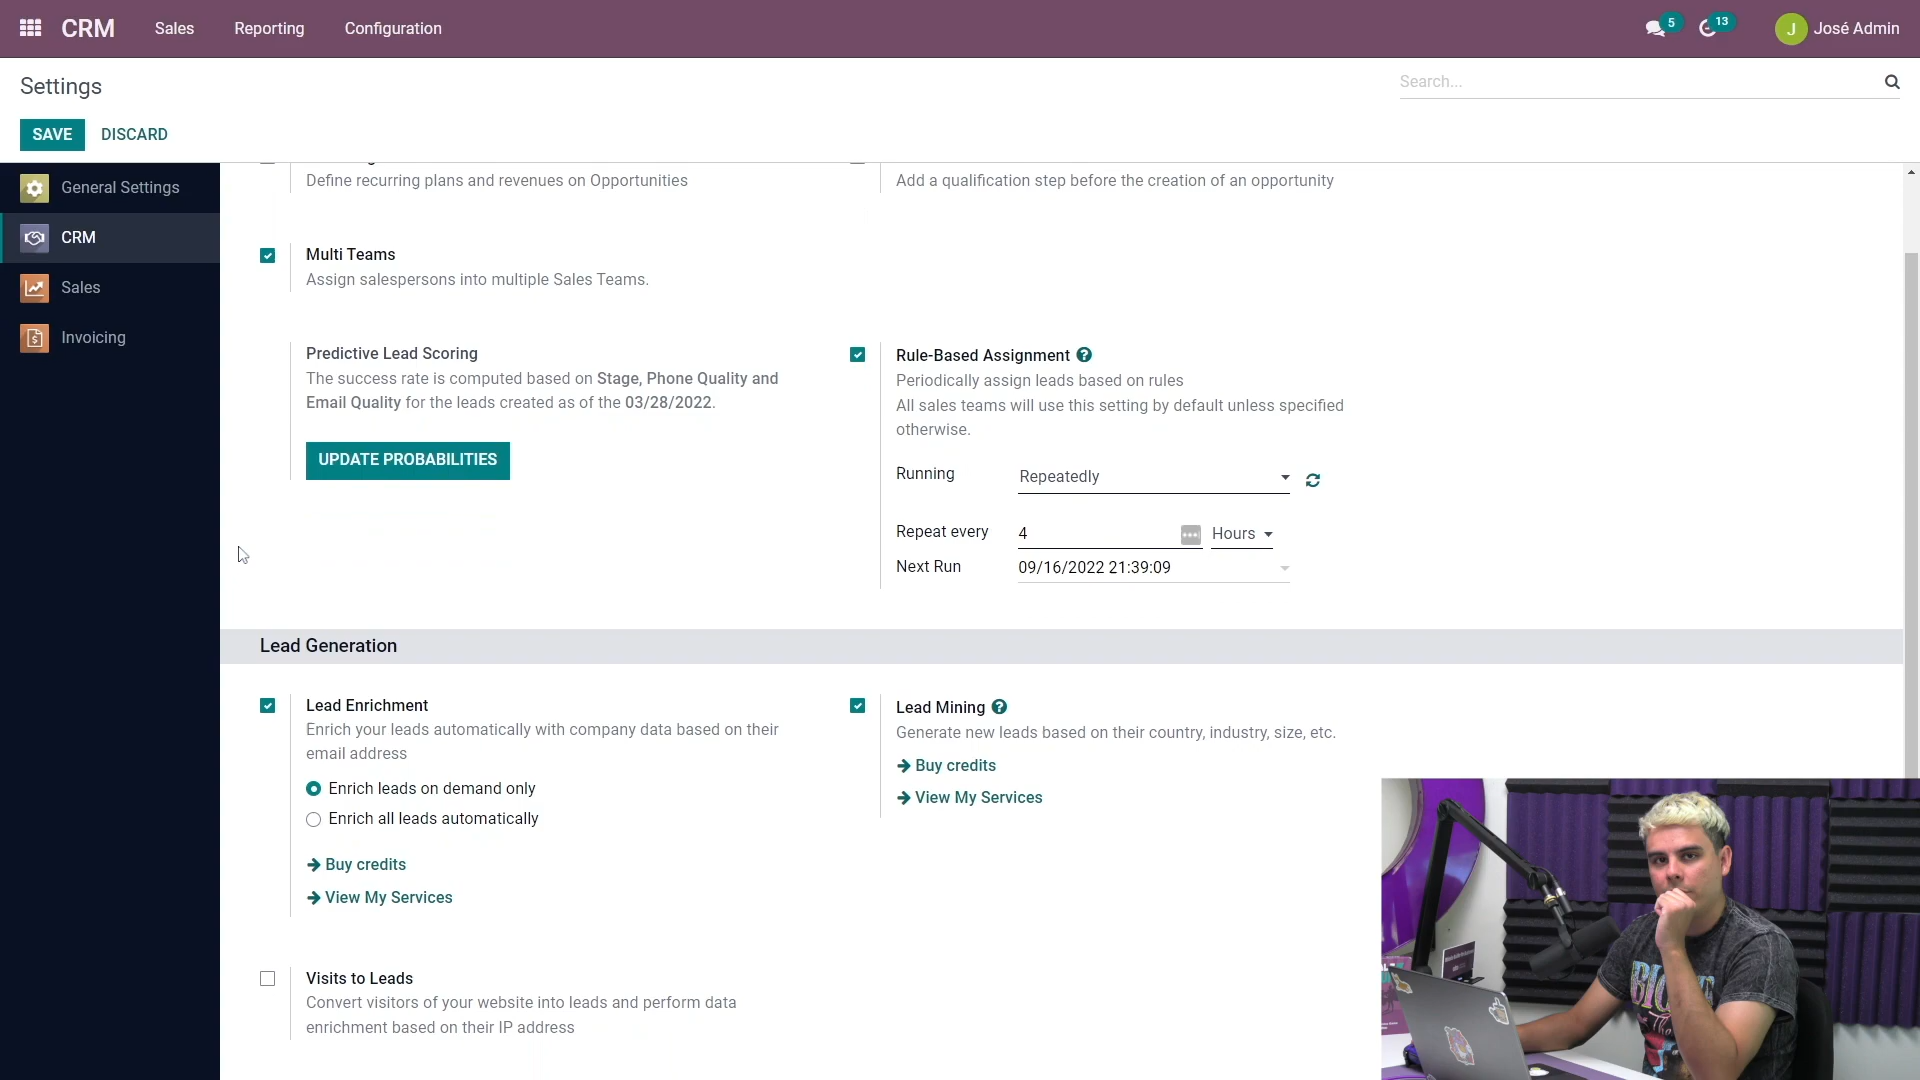 CRM Sales Reporting Configuration 5 13 J José Admin
Settings Search...
SAVE DISCARD
General Settings
CRM
Sales
Invoicing
Define recurring plans and revenues on Opportunities
Add a qualification step before the creation of an opportunity
Multi Teams
Assign salespersons into multiple Sales Teams.
Predictive Lead Scoring
The success rate is computed based on Stage, Phone Quality and
Email Quality for the leads created as of the 03/28/2022.
UPDATE PROBABILITIES
Rule-Based Assignment ?
Periodically assign leads based on rules
All sales teams will use this setting by default unless specified
otherwise.
Running Repeatedly
Repeat every 4 Hours
Next Run 09/16/2022 21:39:09
Lead Generation
Lead Enrichment
Enrich your leads automatically with company data based on their
email address
Enrich leads on demand only
Enrich all leads automatically
Buy credits
View My Services
Lead Mining ?
Generate new leads based on their country, industry, size, etc.
Buy credits
View My Services
Visits to Leads
Convert visitors of your website into leads and perform data
enrichment based on their IP address